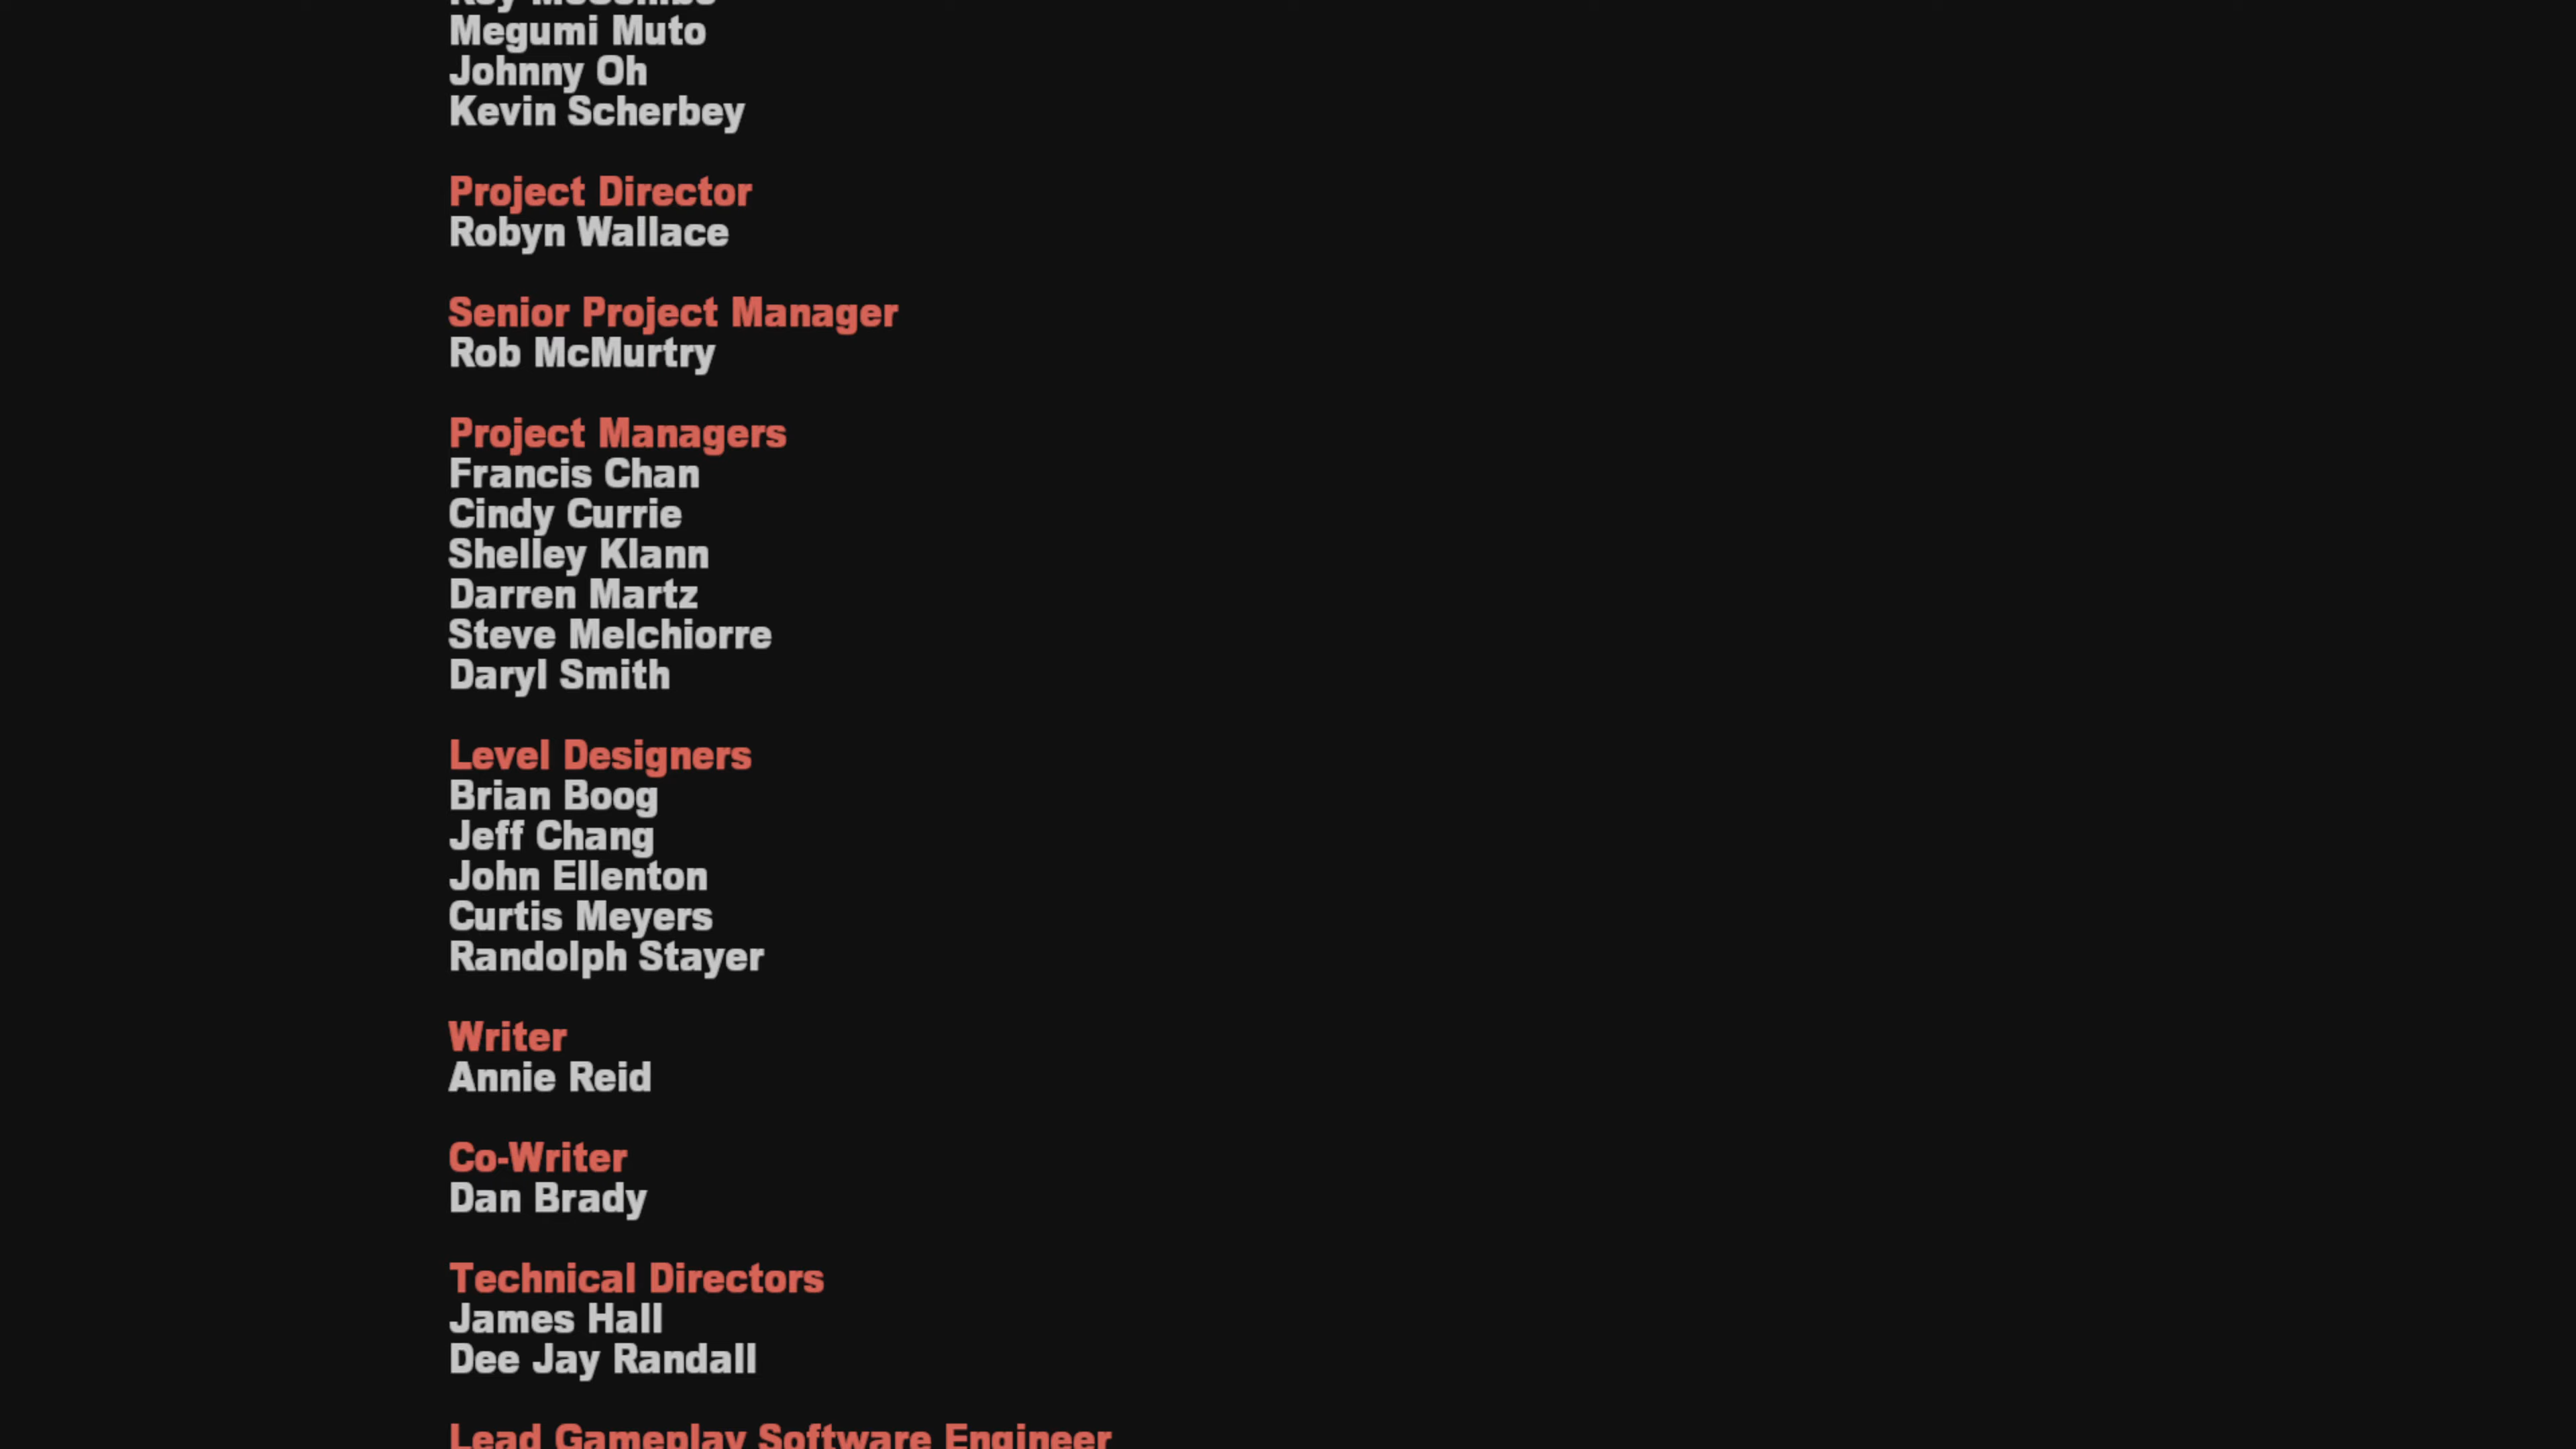 Megumi Muto
Johnny Oh
Kevin Scherbey
Project Director
Robyn Wallace
Senior Project Manager
Rob McMurtry
Project Managers
Francis Chan
Cindy Currie
Shelley Klann
Darren Martz
Steve Melchiorre
Daryl Smith
Level Designers
Brian Boog
Jeff Chang
John Ellenton
Curtis Meyers
Randolph Stayer
Writer
Annie Reid
Co-Writer
Dan Brady
Technical Directors
James Hall
Dee Jay Randall
Lead Gameplay Software Engineer